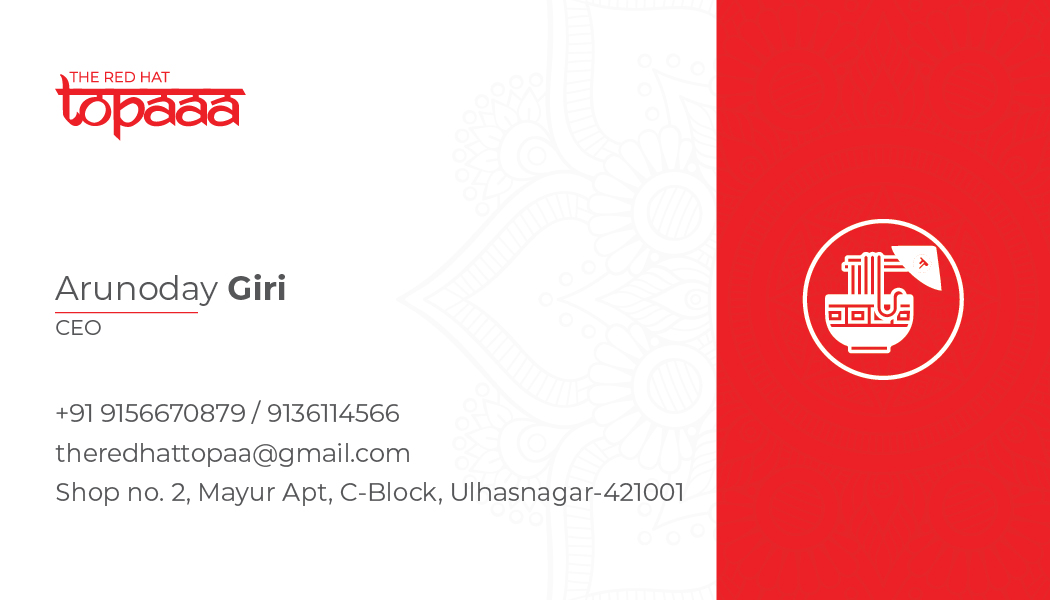 THE RED HAT
topaaa
Arunoday Giri
CEO
+91 9156670879 / 9136114566
theredhattopaa@gmail.com
Shop no. 2, Mayur Apt, C-Block, Ulhasnagar-421001